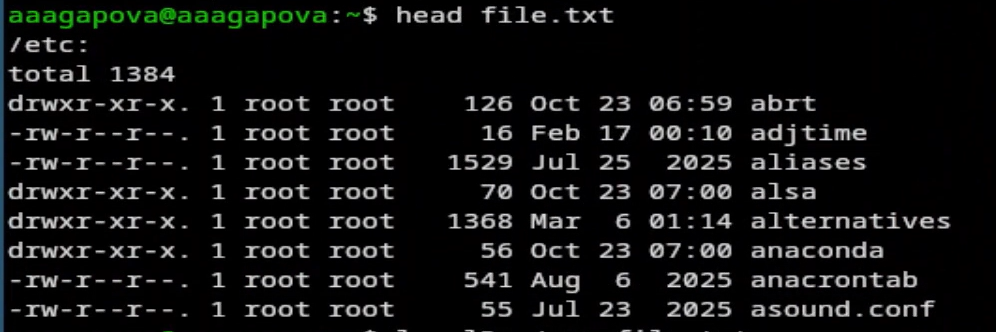 aaagapova@aaagapova:~$ head file.txt
/etc:
total 1384
drwxr-xr-x. 1 root root    126 Oct 23 06:59 abrt
-rw-r--r--. 1 root root     16 Feb 17 00:10 adjtime
-rw-r--r--. 1 root root   1529 Jul 25  2025 aliases
drwxr-xr-x. 1 root root     70 Oct 23 07:00 alsa
drwxr-xr-x. 1 root root   1368 Mar  6 01:14 alternatives
drwxr-xr-x. 1 root root     56 Oct 23 07:00 anaconda
-rw-r--r--. 1 root root    541 Aug  6  2025 anacrontab
-rw-r--r--. 1 root root     55 Jul 23  2025 asound.conf